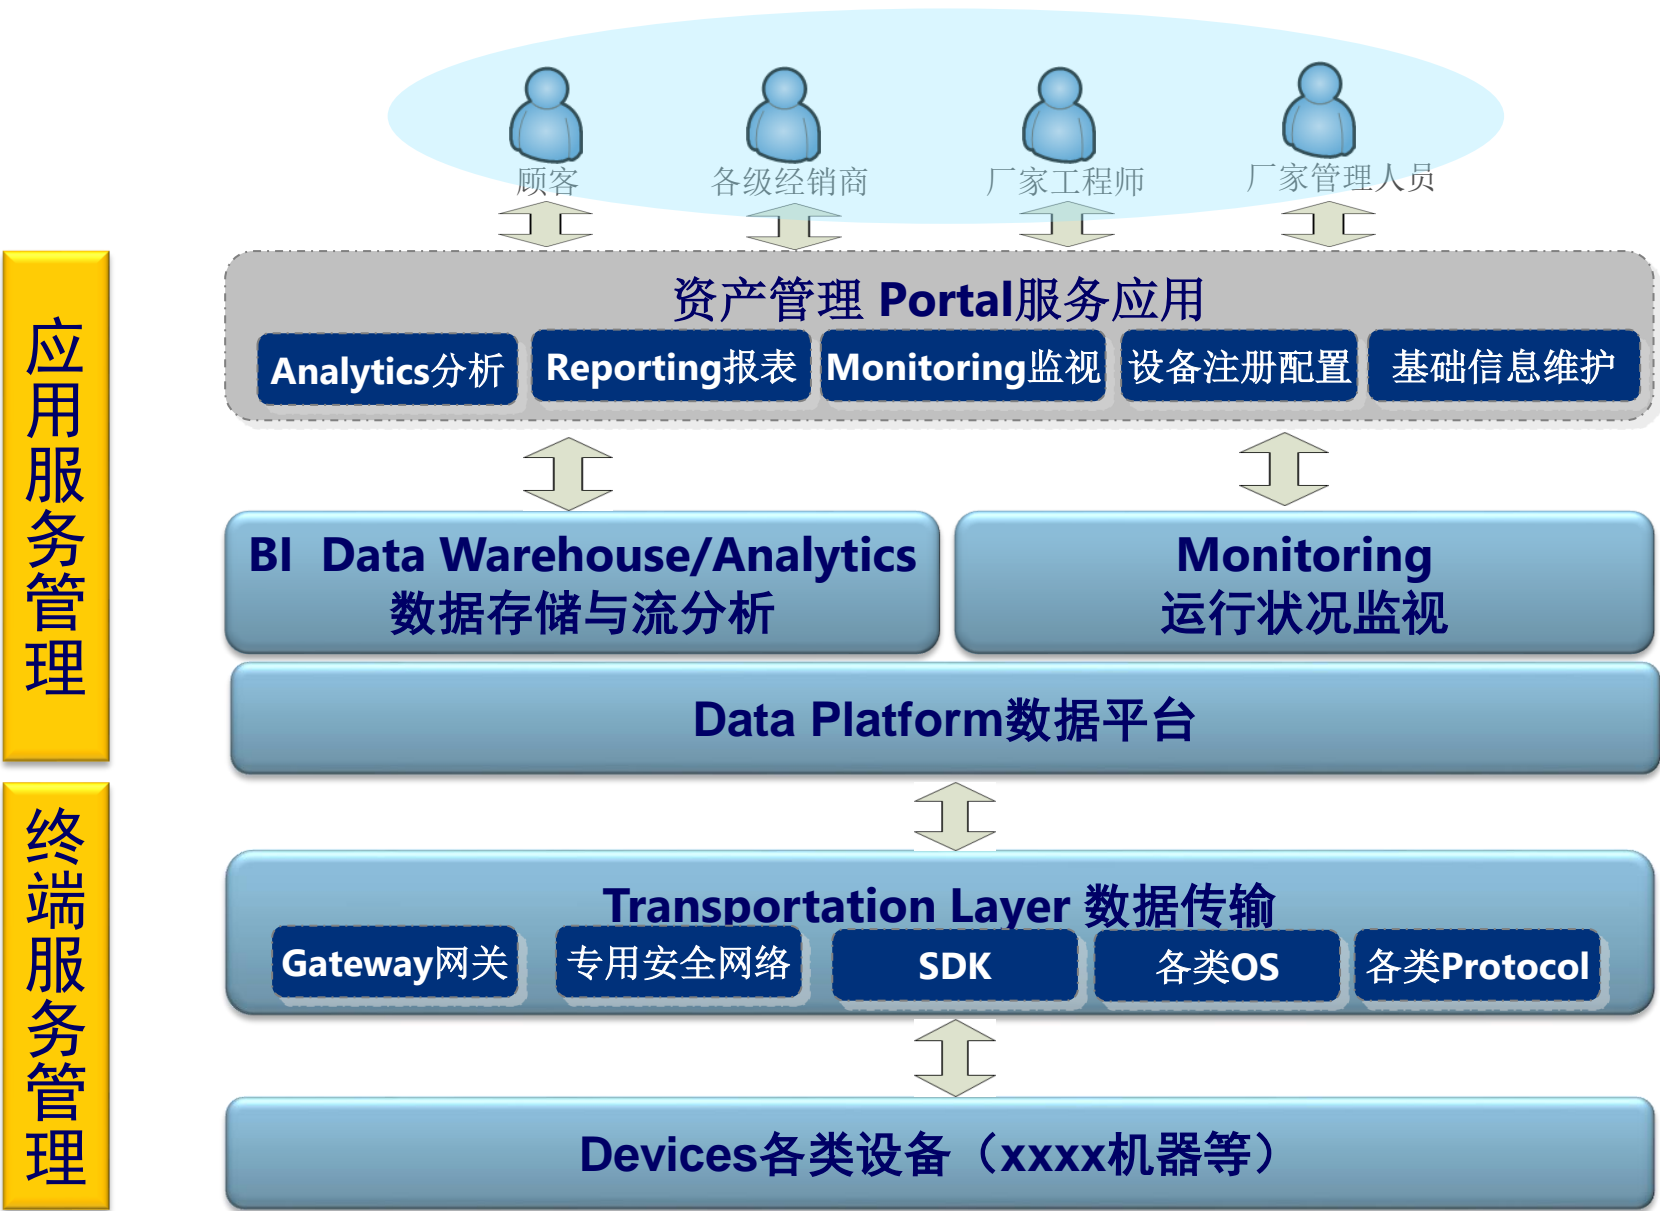 顾客
各级经销商
厂家工程师
厂家管理人员
应用服务管理
资产管理 Portal服务应用
Analytics分析
Reporting报表
Monitoring监视
设备注册配置
基础信息维护
BI Data Warehouse/Analytics
数据存储与流分析
Monitoring
运行状况监视
Data Platform数据平台
终端服务管理
Transportation Layer 数据传输
Gateway网关
专用安全网络
SDK
各类OS
各类Protocol
Devices各类设备（xxxx机器等）